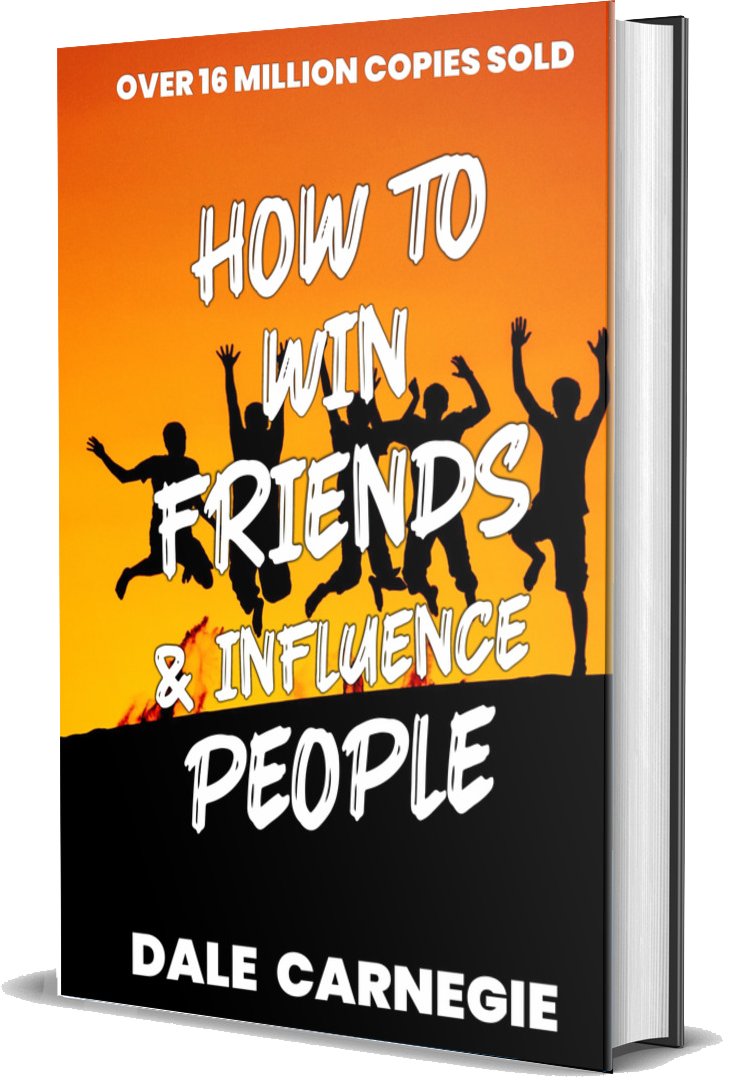 OVER 16 MILLION COPIES SOLD
HOW TO
WIN
FRIENDS
& INFLUENCE
PEOPLE
DALE CARNEGIE